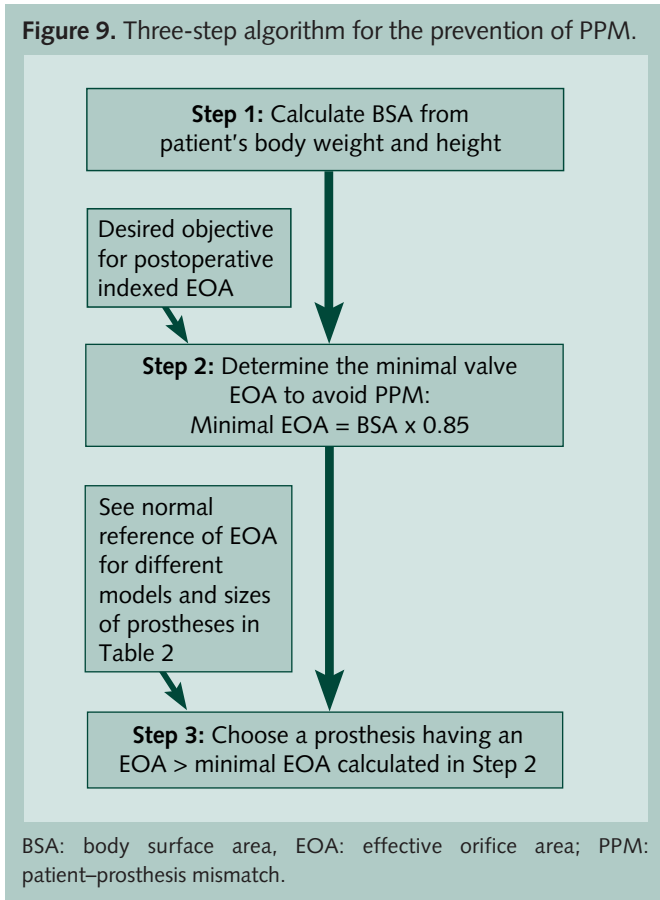 Figure 9. Three-step algorithm for the prevention of PPM.
Step 1: Calculate BSA from
patient's body weight and height
Desired objective
for postoperative
indexed EOA
Step 2: Determine the minimal valve
EOA to avoid PPM:
Minimal EOA = BSA x 0.85
See normal
reference of EOA
for different
models and sizes
of prostheses in
Table 2
Step 3: Choose a prosthesis having an
EOA > minimal EOA calculated in Step 2
BSA: body surface area, EOA: effective orifice area; PPM:
patient–prosthesis mismatch.